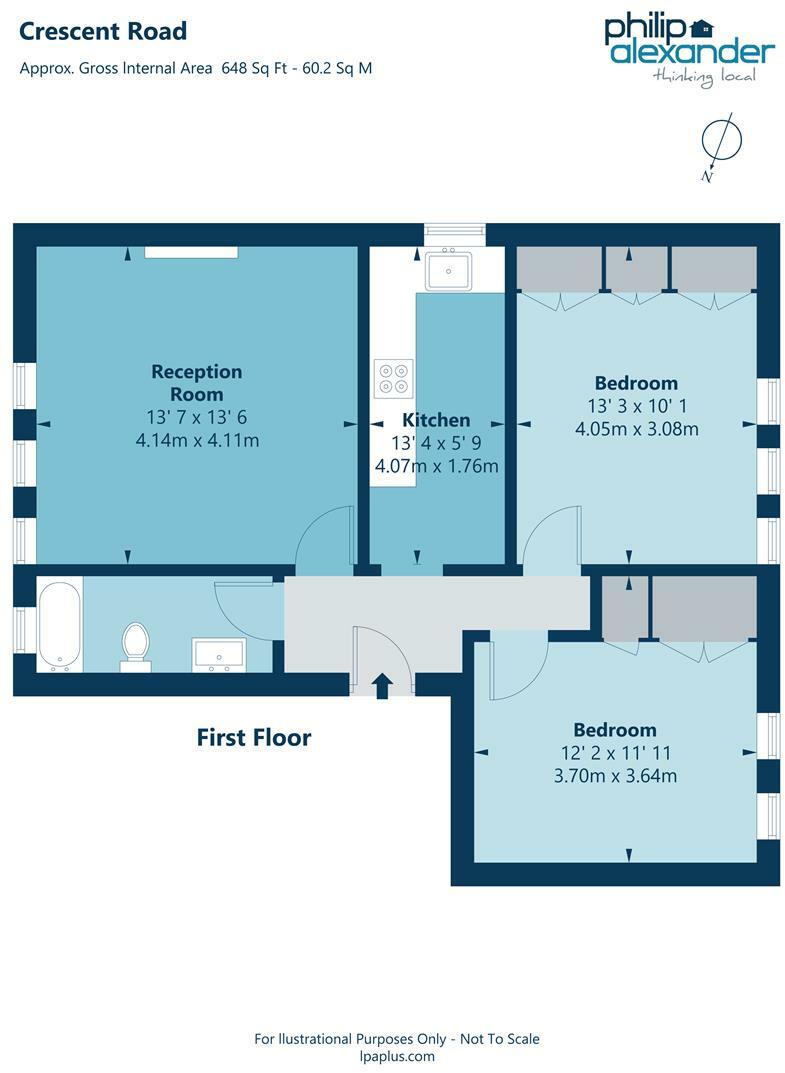 Crescent Road
Approx. Gross Internal Area  648 Sq Ft - 60.2 Sq M
philip
alexander
thinking local
N
Reception
Room
13' 7 x 13' 6
4.14m x 4.11m
Kitchen
13' 4 x 5' 9
4.07m x 1.76m
Bedroom
13' 3 x 10' 1
4.05m x 3.08m
First Floor
Bedroom
12' 2 x 11' 11
3.70m x 3.64m
For Ilustrational Purposes Only - Not To Scale
lpaplus.com